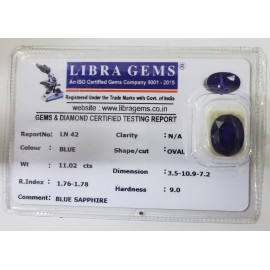 LIBRA GEMS
An ISO Certified Gems Company 9001 - 2015
Registered Under the Trade Marks with Govt. of India
website : www.libragems.co.in
GEMS & DIAMOND CERTIFIED TESTING REPORT
ReportNo: LN 42 Clarity : N/A
Colour : BLUE Shape/cut : OVAL
Wt : 11.02 cts Dimension : 3.5-10.9-7.2
R.Index : 1.76-1.78 Hardness : 9.0
Comment: BLUE SAPPHIRE